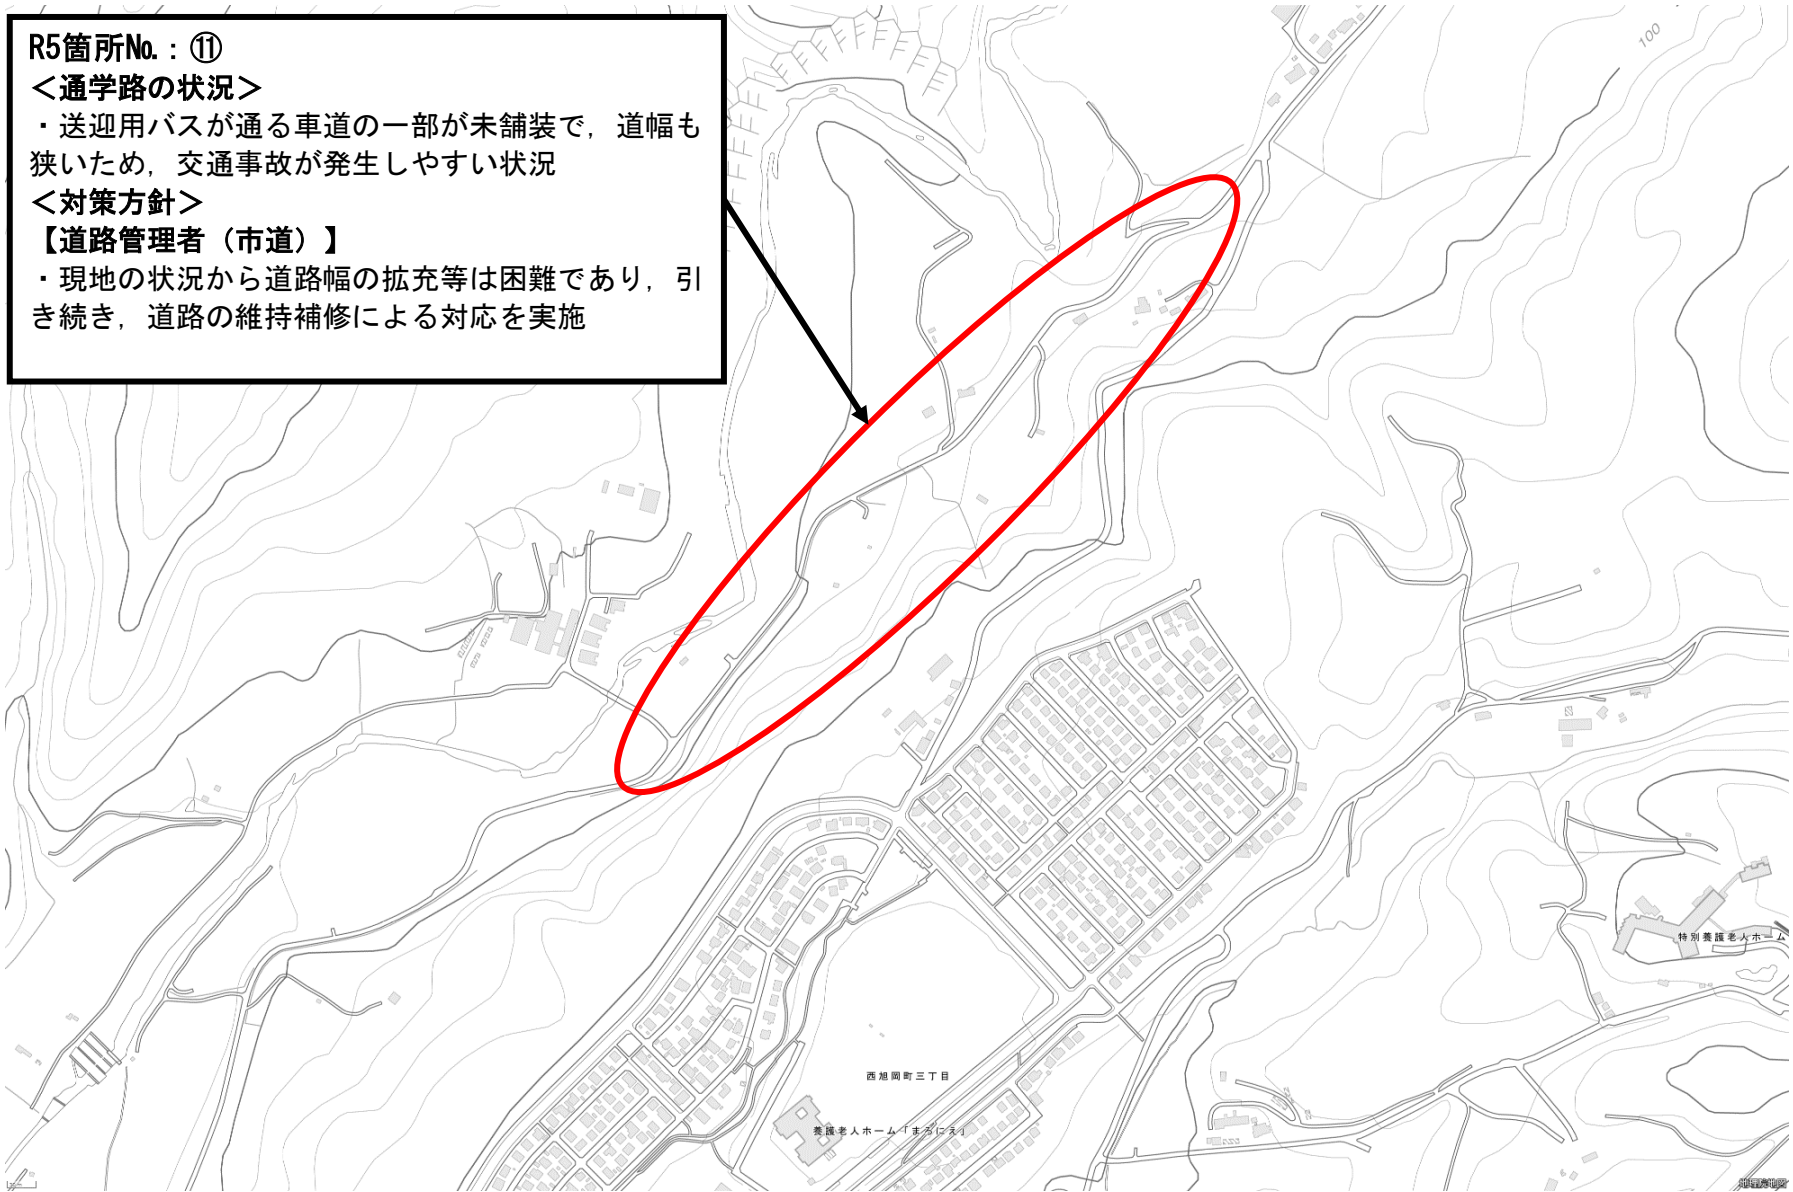 R5箇所№：⑪
＜通学路の状況＞
・送迎用バスが通る車道の一部が未舗装で，道幅も
狭いため，交通事故が発生しやすい状況
＜対策方針＞
【道路管理者（市道）】
・現地の状況から道路幅の拡充等は困難であり，引
き続き，道路の維持補修による対応を実施
100
特別養護老人ホーム
西旭岡町三丁目
養護老人ホーム「まろにえ」
地理院地図